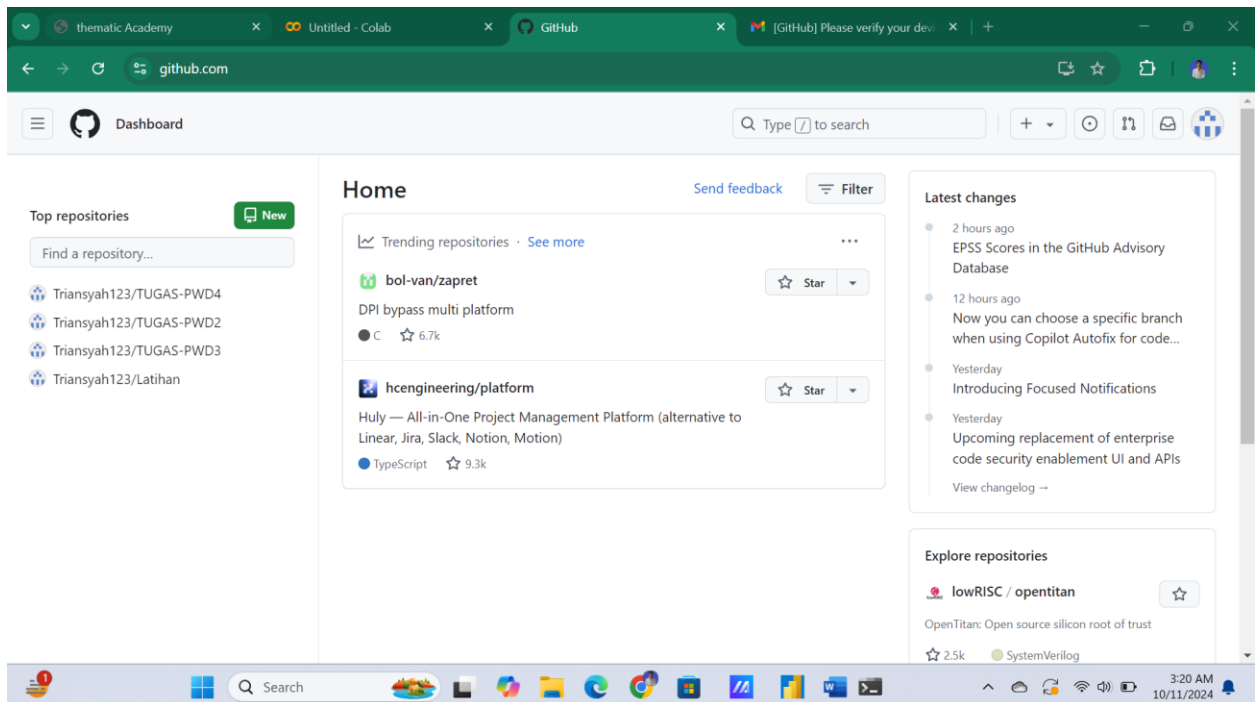 thematic Academy
Untitled - Colab
GitHub
[GitHub] Please verify your devi
github.com
Dashboard
Type / to search
Top repositories
New
Find a repository...
Triansyah123/TUGAS-PWD4
Triansyah123/TUGAS-PWD2
Triansyah123/TUGAS-PWD3
Triansyah123/Latihan
Home
Send feedback
Filter
Trending repositories · See more
bol-van/zapret
Star
DPI bypass multi platform
C 6.7k
hcengineering/platform
Star
Huly — All-in-One Project Management Platform (alternative to
Linear, Jira, Slack, Notion, Motion)
TypeScript 9.3k
Latest changes
2 hours ago
EPSS Scores in the GitHub Advisory
Database
12 hours ago
Now you can choose a specific branch
when using Copilot Autofix for code...
Yesterday
Introducing Focused Notifications
Yesterday
Upcoming replacement of enterprise
code security enablement UI and APIs
View changelog →
Explore repositories
lowRISC / opentitan
OpenTitan: Open source silicon root of trust
2.5k SystemVerilog
1
Search
3:20 AM
10/11/2024